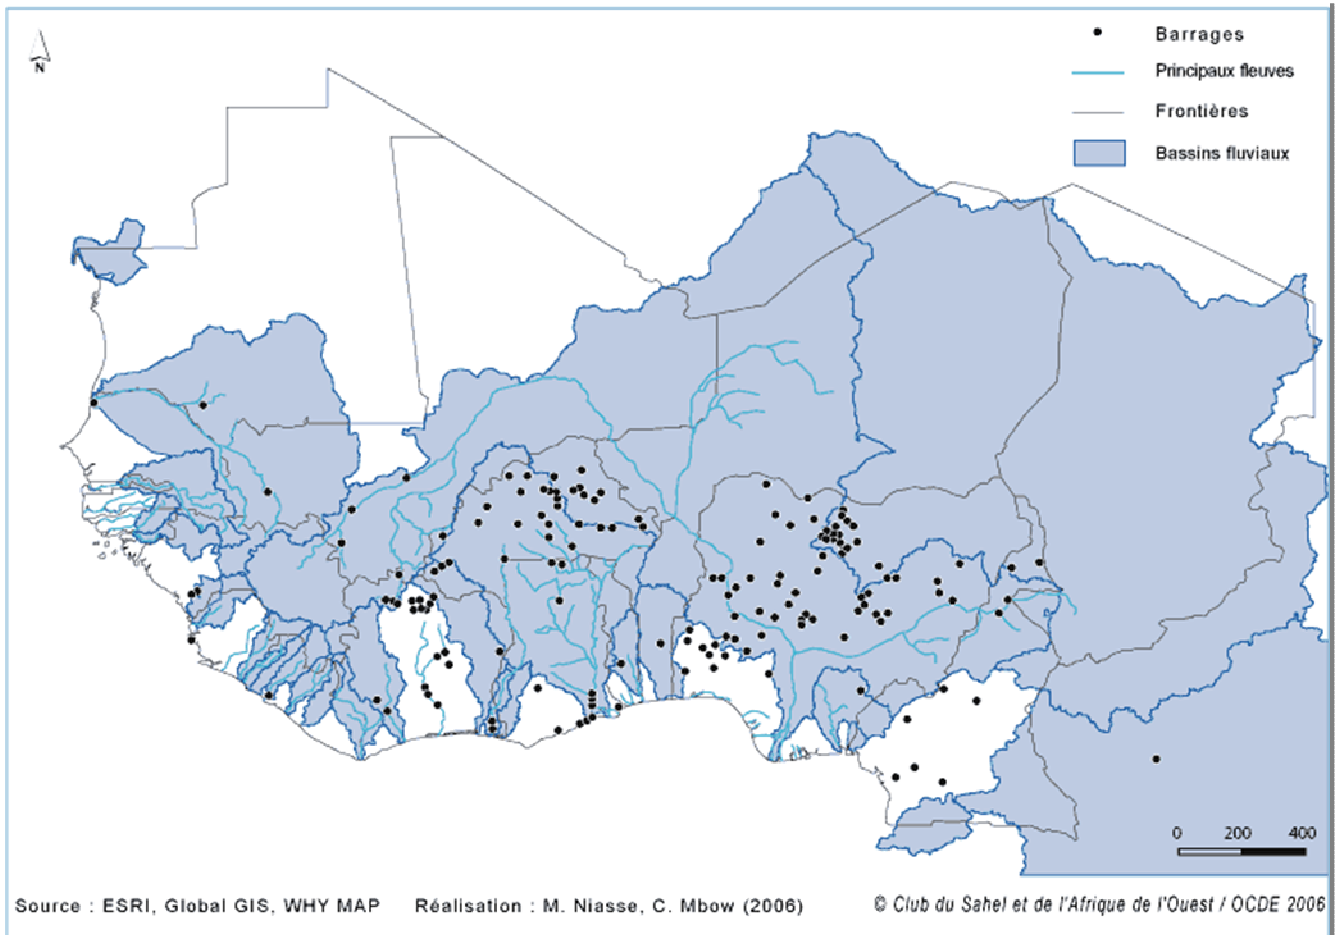 N
Barrages
Principaux fleuves
Frontières
Bassins fluviaux
0 200 400
Source : ESRI, Global GIS, WHY MAP Réalisation : M. Niasse, C. Mbow (2006) © Club du Sahel et de l'Afrique de l'Ouest / OCDE 2006